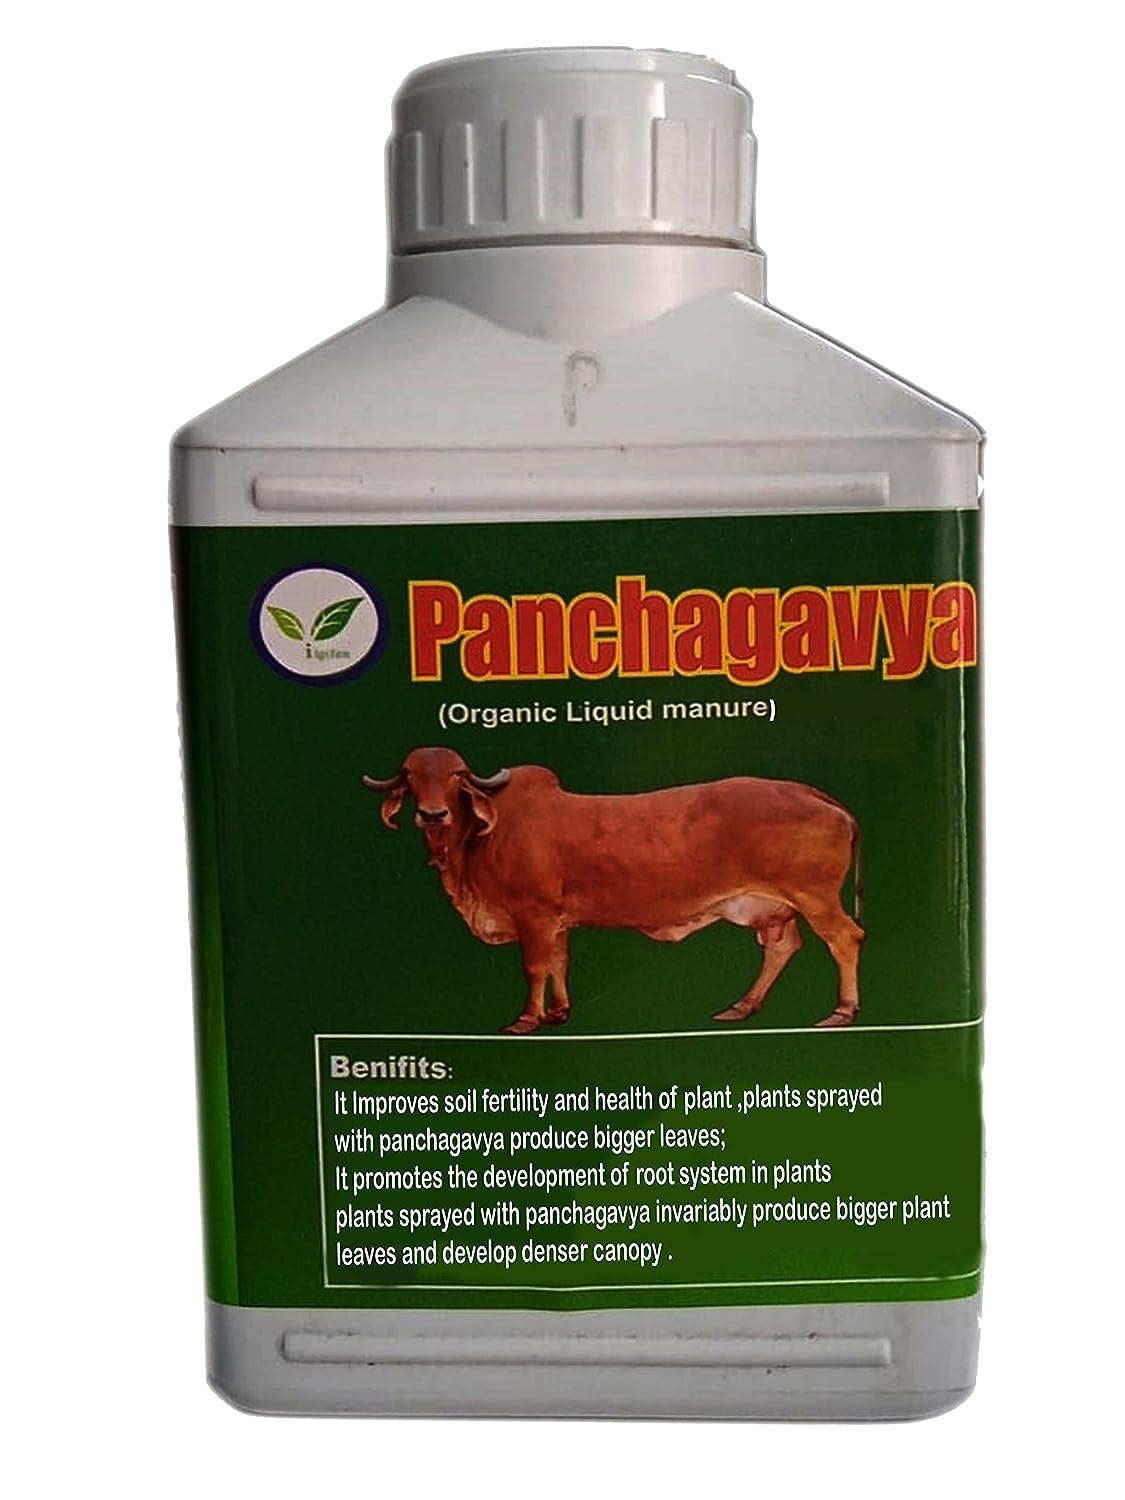 i Agri Farm
Panchagavya
(Organic Liquid manure)
Benifits:
It Improves soil fertility and health of plant ,plants sprayed
with panchagavya produce bigger leaves;
It promotes the development of root system in plants
plants sprayed with panchagavya invariably produce bigger plant
leaves and develop denser canopy .